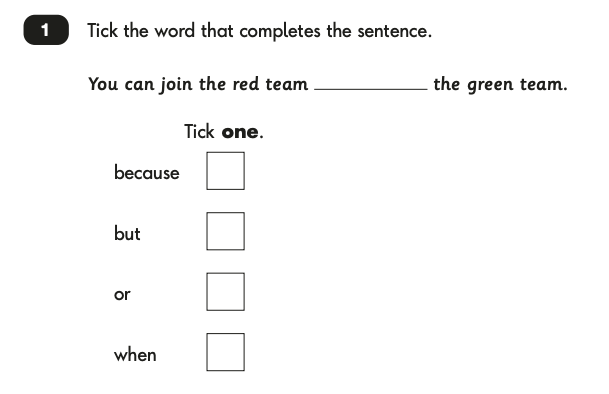 1 Tick the word that completes the sentence.
You can join the red team ____________ the green team.
Tick one.
because
but
or
when